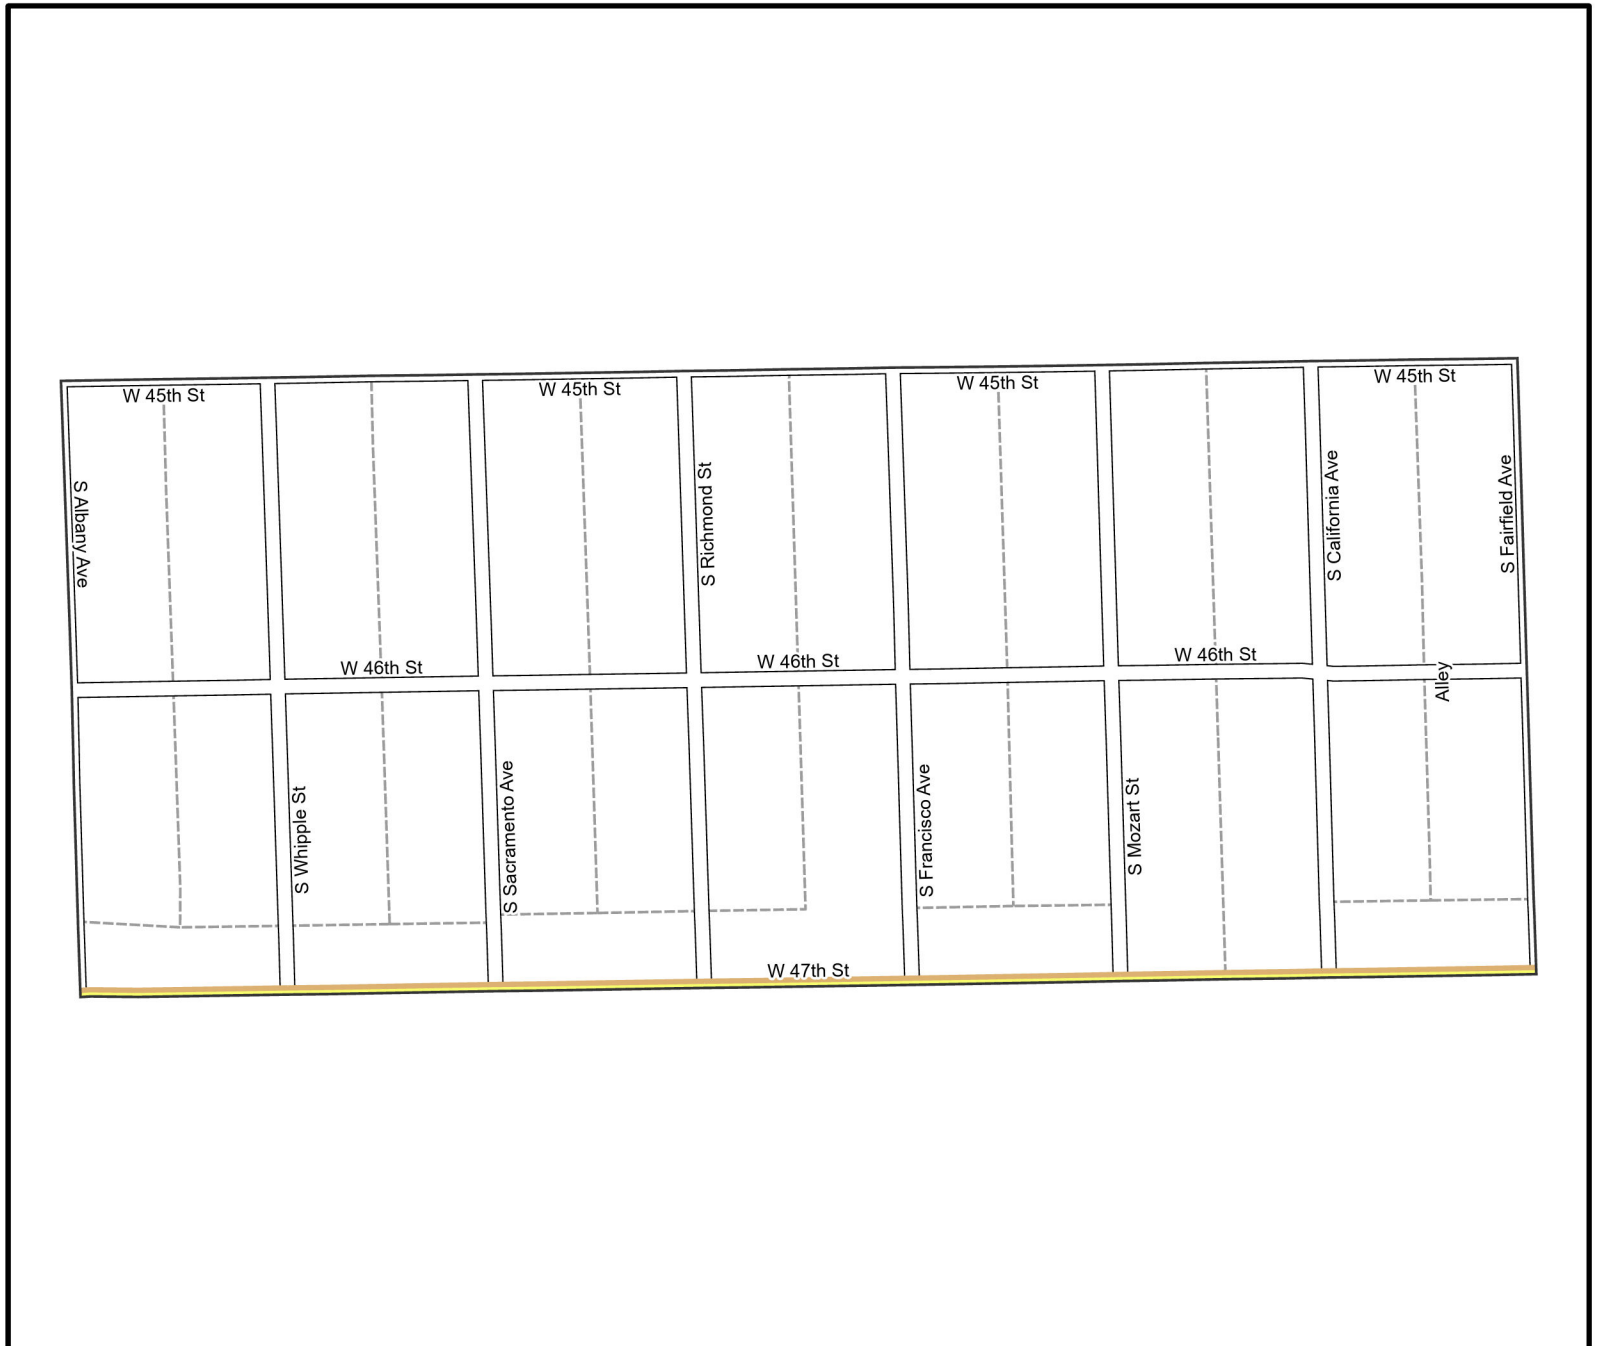 W 45th St
W 45th St
W 45th St
W 45th St
S Albany Ave
S Richmond St
S California Ave
S Fairfield Ave
W 46th St
W 46th St
W 46th St
Alley
S Whipple St
S Sacramento Ave
S Francisco Ave
S Mozart St
W 47th St